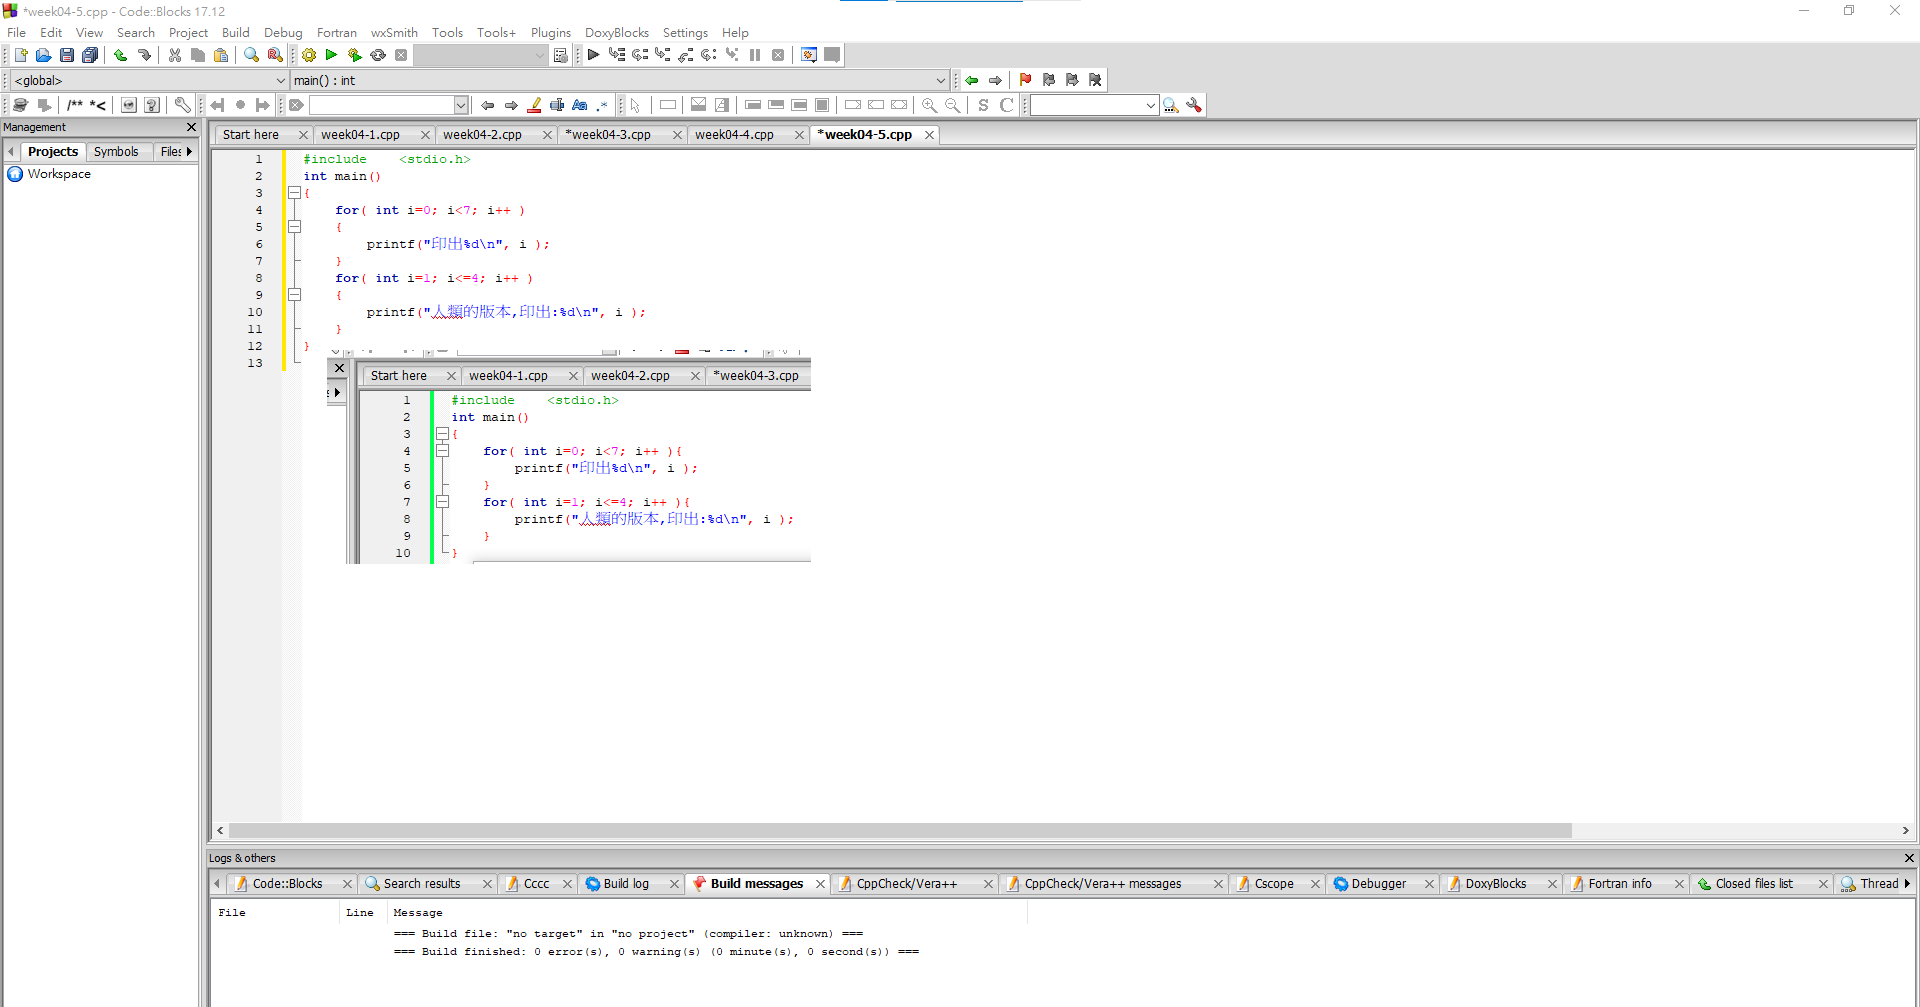 *week04-5.cpp - Code::Blocks 17.12
File Edit View Search Project Build Debug Fortran wxSmith Tools Tools+ Plugins DoxyBlocks Settings Help
<global> main() : int
/** *<
S C
Management
Start here week04-1.cpp week04-2.cpp *week04-3.cpp week04-4.cpp *week04-5.cpp
Projects Symbols Files
Workspace
1 #include    <stdio.h>
2 int main()
3 {
4 for( int i=0; i<7; i++ )
5 {
6 printf("印出%d\n", i );
7 }
8 for( int i=1; i<=4; i++ )
9 {
10 printf("人類的版本,印出:%d\n", i );
11 }
12 }
13
Start here week04-1.cpp week04-2.cpp *week04-3.cpp
1 #include    <stdio.h>
2 int main()
3 {
4 for( int i=0; i<7; i++ ){
5 printf("印出%d\n", i );
6 }
7 for( int i=1; i<=4; i++ ){
8 printf("人類的版本,印出:%d\n", i );
9 }
10 }
Logs & others
Code::Blocks Search results Cccc Build log Build messages CppCheck/Vera++ CppCheck/Vera++ messages Cscope Debugger DoxyBlocks Fortran info Closed files list Thread
File Line Message
=== Build file: "no target" in "no project" (compiler: unknown) ===
=== Build finished: 0 error(s), 0 warning(s) (0 minute(s), 0 second(s)) ===